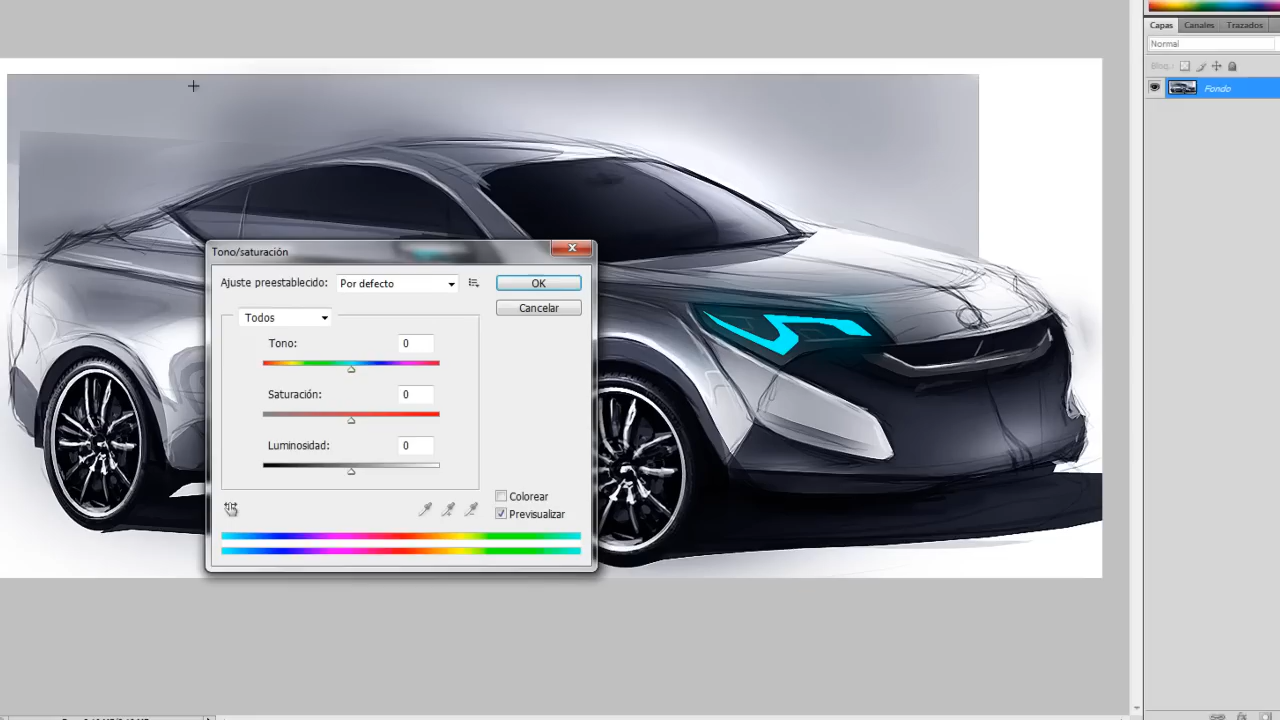 Capas Canales Trazados
Normal
Bloq.:
Fondo
Tono/saturación
Ajuste preestablecido: Por defecto
OK
Cancelar
Todos
Tono: 0
Saturación: 0
Luminosidad: 0
Colorear
Previsualizar